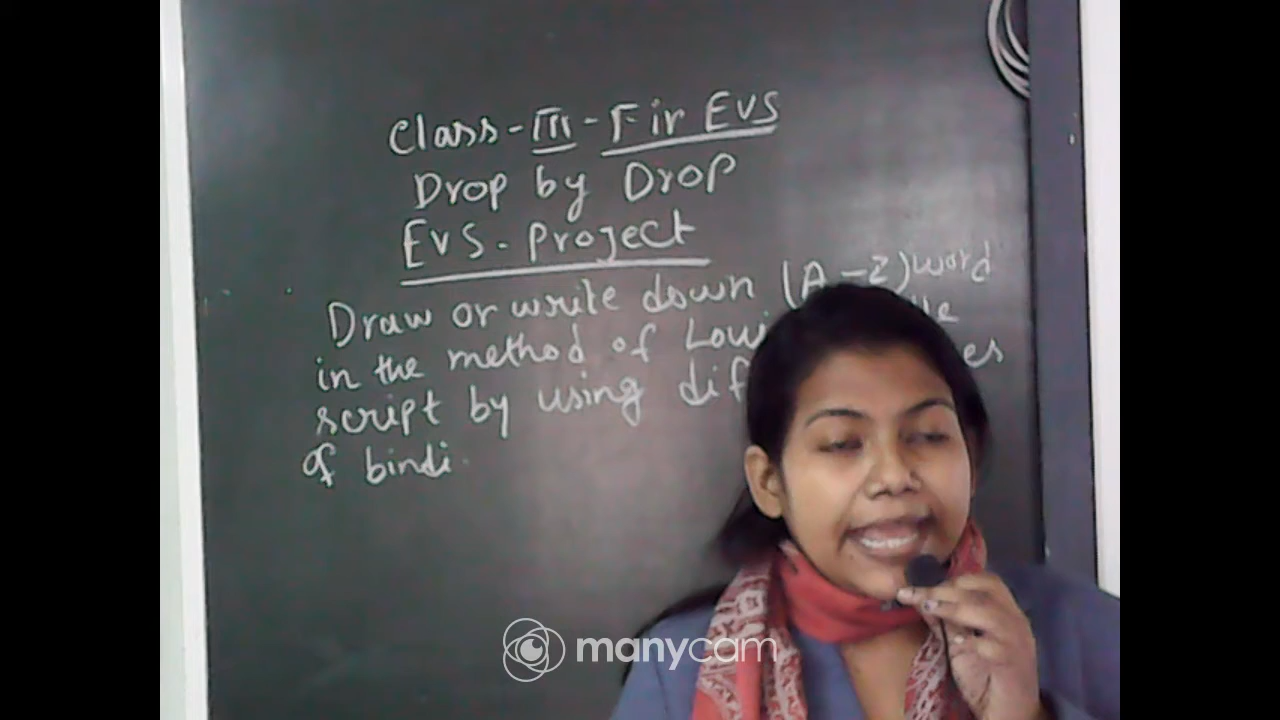 Class - III - Fir EVS
Drop by Drop
EVS - Project
Draw or write down (A-Z) word
in the method of
script by using
of bindi.
manycam